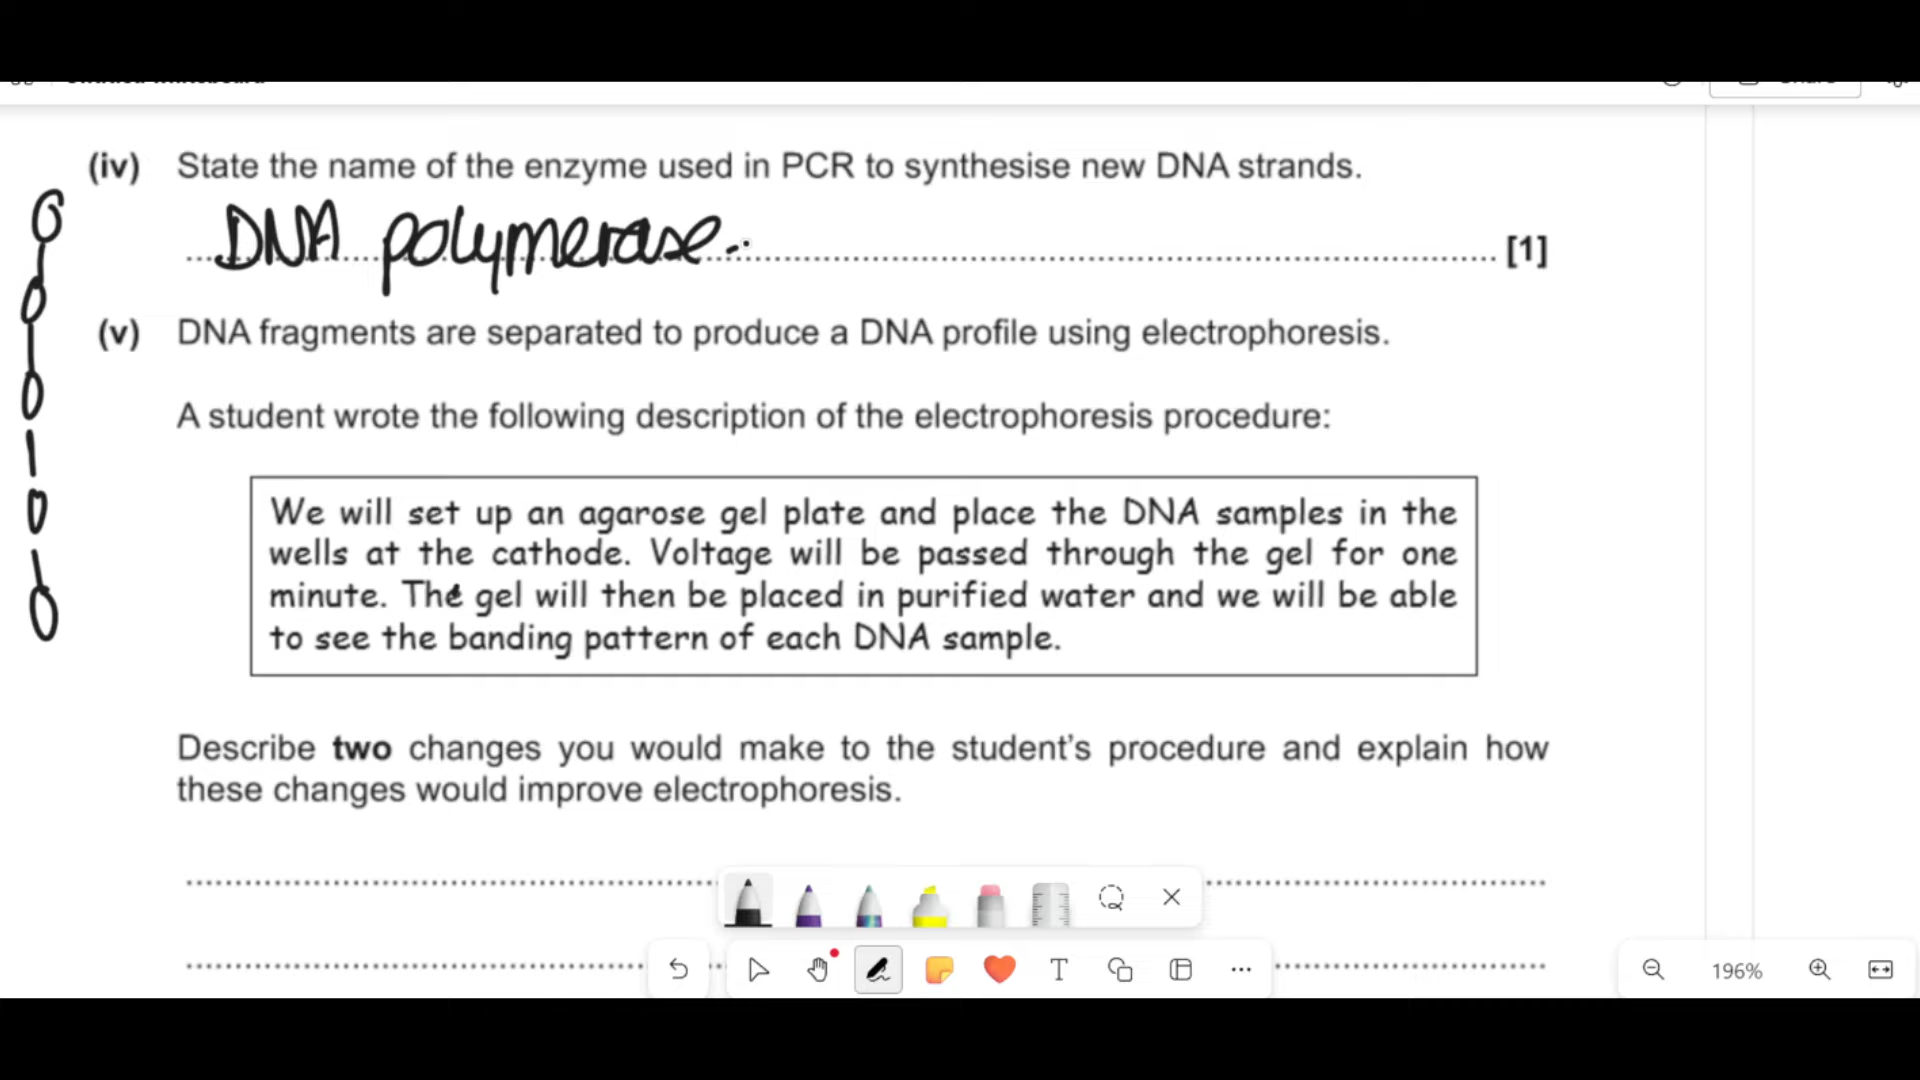 (iv) State the name of the enzyme used in PCR to synthesise new DNA strands.
DNA polymerase. [1]
(v) DNA fragments are separated to produce a DNA profile using electrophoresis.
A student wrote the following description of the electrophoresis procedure:
We will set up an agarose gel plate and place the DNA samples in the
wells at the cathode. Voltage will be passed through the gel for one
minute. The gel will then be placed in purified water and we will be able
to see the banding pattern of each DNA sample.
Describe two changes you would make to the student's procedure and explain how
these changes would improve electrophoresis.
196%